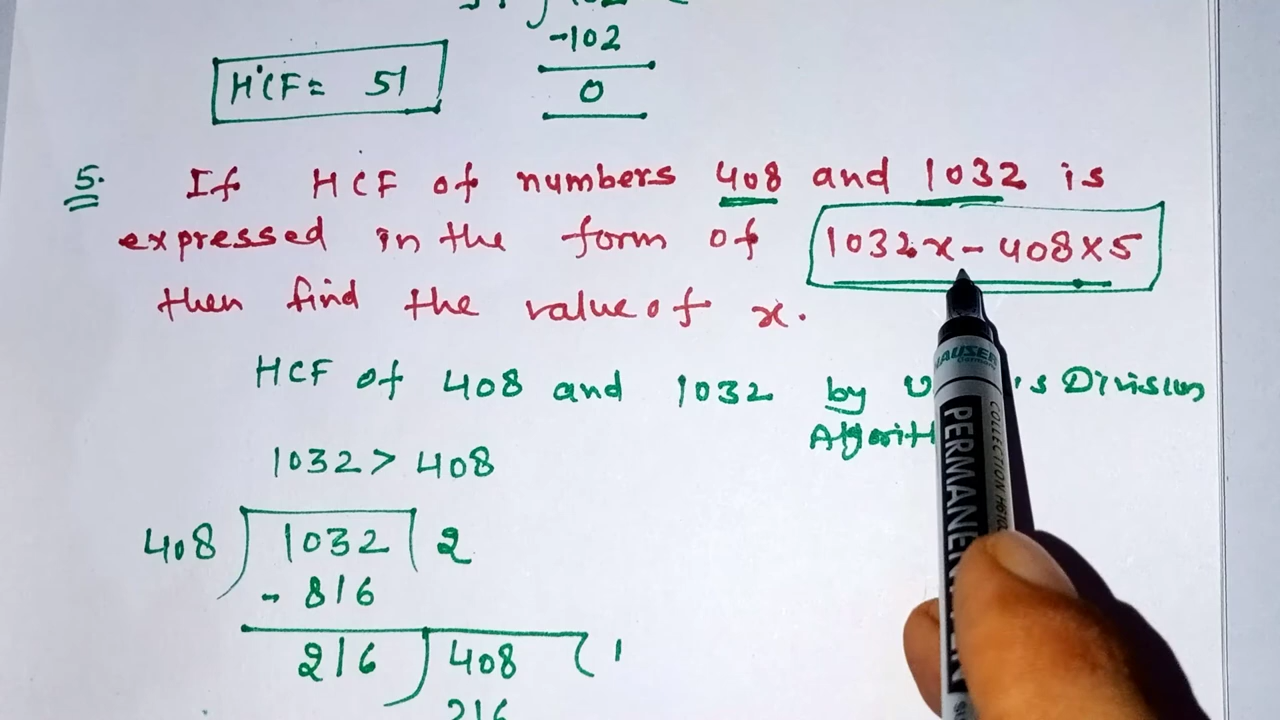 -102
HCF = 51
0
5. If HCF of numbers 408 and 1032 is
expressed in the form of 1032x - 408×5
then find the value of x.
HCF of 408 and 1032 by Division
1032 > 408
408 1032 2
- 816
216 408 1
216
HAUSER
PERMANEN